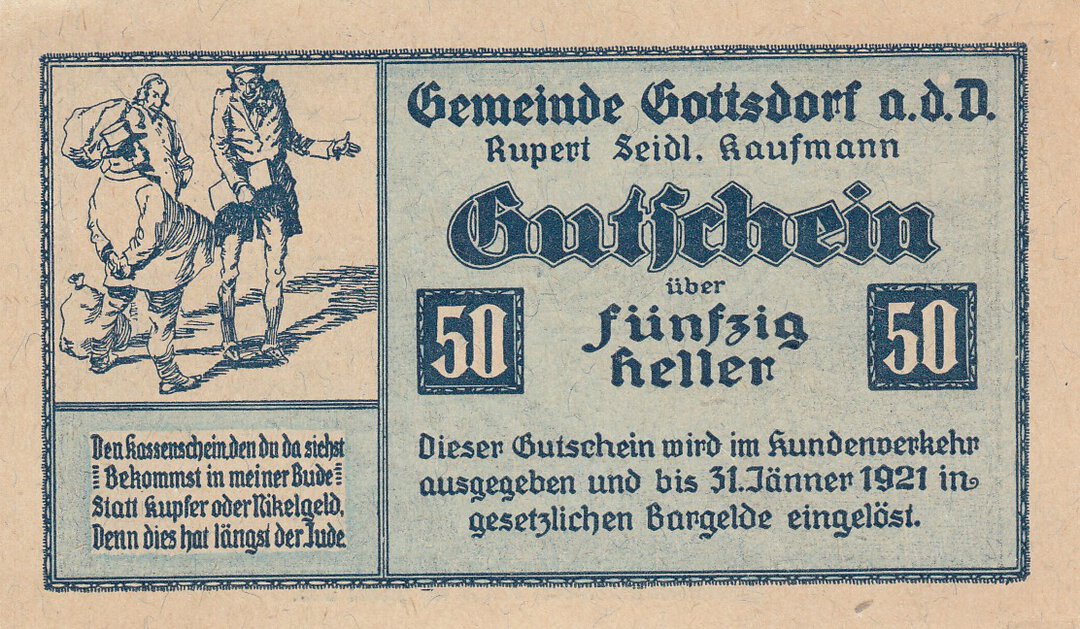 Gemeinde Gottsdorf a.d.D.
Rupert Seidl. Kaufmann
Gutschein
über
50 fünfzig 50
Heller
Dieser Gutschein wird im Kundenverkehr
ausgegeben und bis 31. Jänner 1921 in
gesetzlichen Bargelde eingelöst.
Den Kassenschein, den du da siehst
Bekommst in meiner Bude
Statt Kupfer oder Nikelgeld,
Denn dies hat längst der Jude